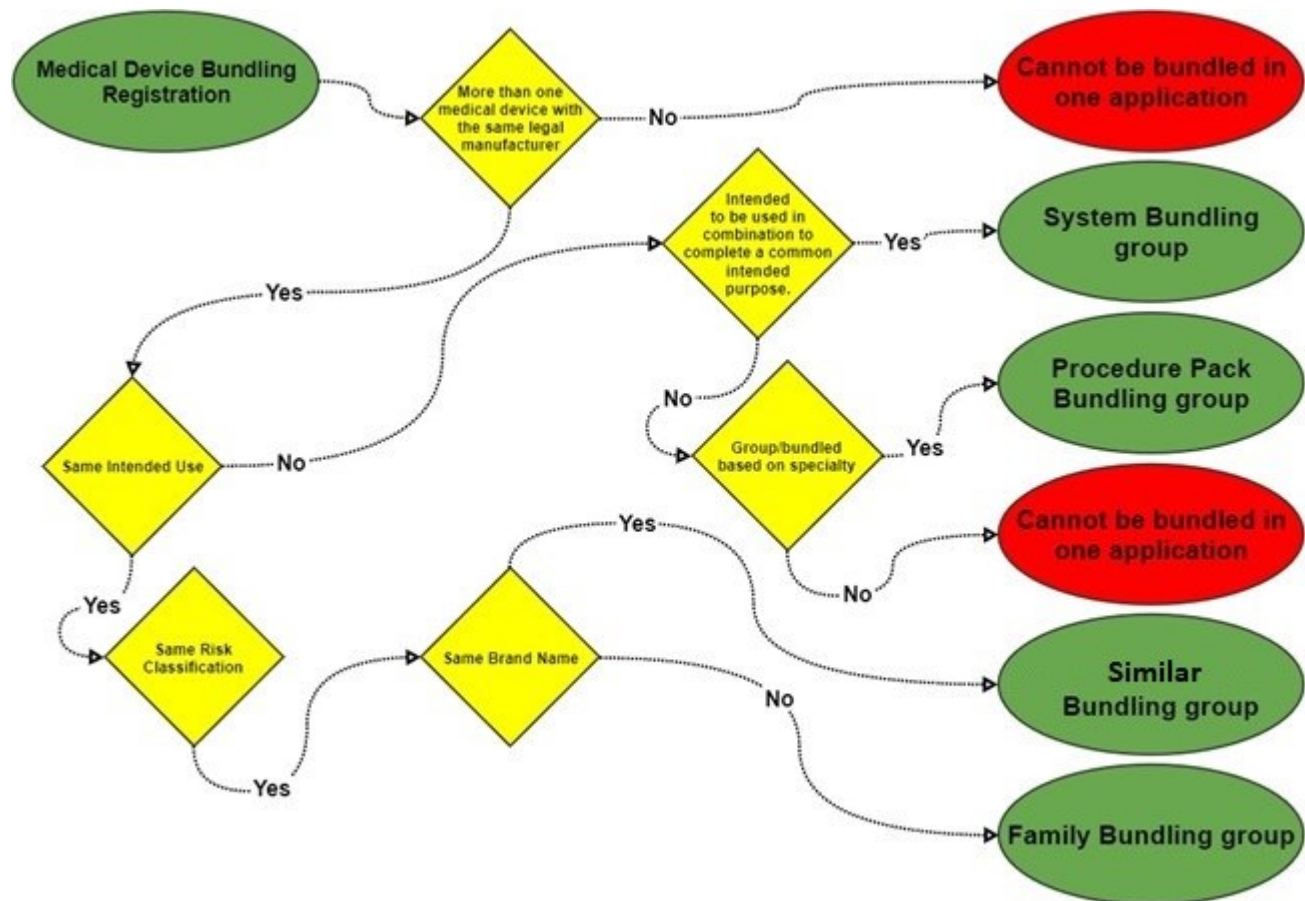 Medical Device Bundling
Registration
More than one
medical device with
the same legal
manufacturer
No
Cannot be bundled in
one application
Intended
to be used in
combination to
complete a common
intended
purpose.
Yes
System Bundling
group
Yes
No
Procedure Pack
Bundling group
Same Intended Use
No
Group/bundled
based on specialty
Yes
Cannot be bundled in
one application
Yes
No
Yes
Same Risk
Classification
Same Brand Name
Similar
Bundling group
No
Yes
Family Bundling group